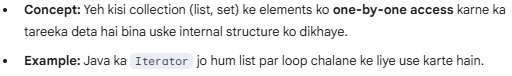 • Concept: Yeh kisi collection (list, set) ke elements ko one-by-one access karne ka
tareeka deta hai bina uske internal structure ko dikhaye.
• Example: Java ka Iterator jo hum list par loop chalane ke liye use karte hain.